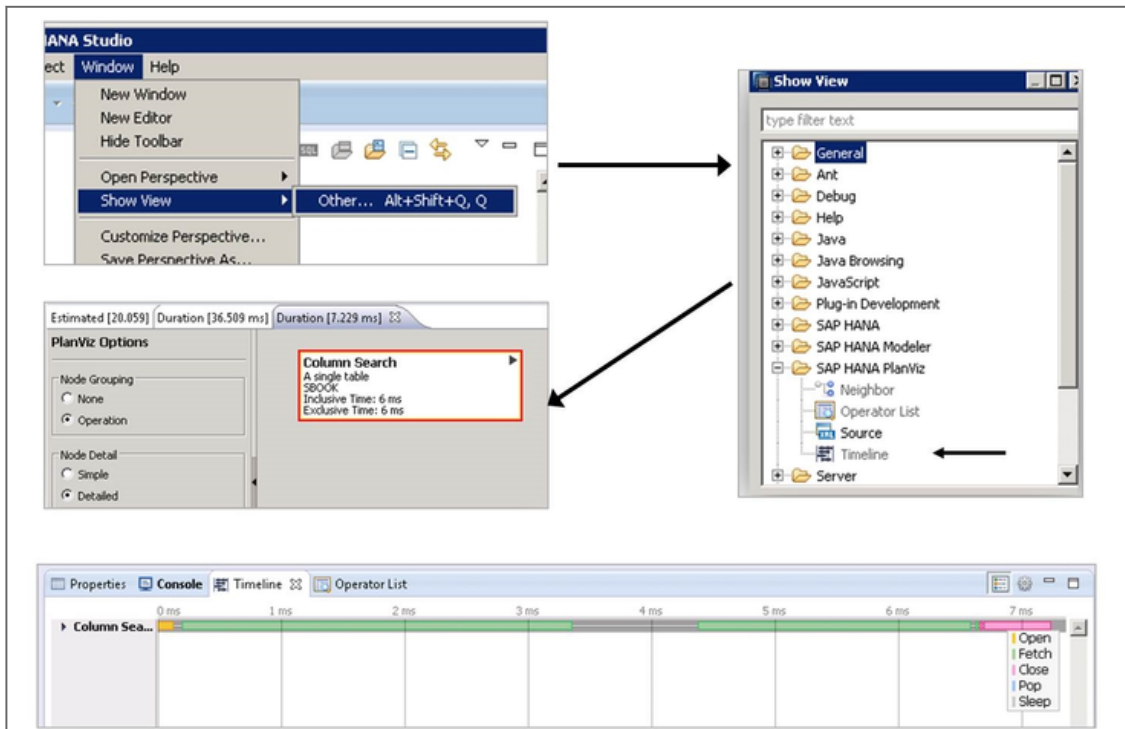 IANA Studio
ect Window Help
New Window
New Editor
Hide Toolbar
Open Perspective
Show View
Other... Alt+Shift+Q, Q
Customize Perspective...
Save Perspective As...
SQL
Show View
type filter text
General
Ant
Debug
Help
Java
Java Browsing
JavaScript
Plug-in Development
SAP HANA
SAP HANA Modeler
SAP HANA PlanViz
Neighbor
Operator List
Source
Timeline
Server
Estimated [20.059] Duration [36.509 ms] Duration [7.229 ms]
PlanViz Options
Node Grouping
None
Operation
Node Detail
Simple
Detailed
Column Search
A single table
SBOOK
Inclusive Time: 6 ms
Exclusive Time: 6 ms
Properties Console Timeline Operator List
0 ms 1 ms 2 ms 3 ms 4 ms 5 ms 6 ms 7 ms
Column Sea...
Open
Fetch
Close
Pop
Sleep